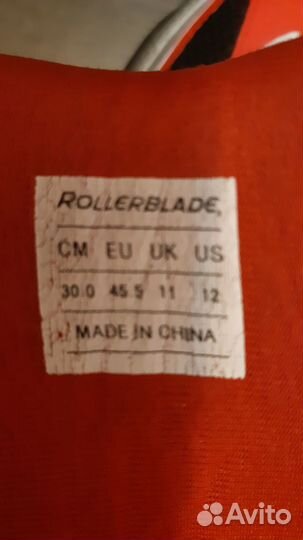 ROLLERBLADE
CM EU UK US
30.0 45.5 11 12
MADE IN CHINA
Avito